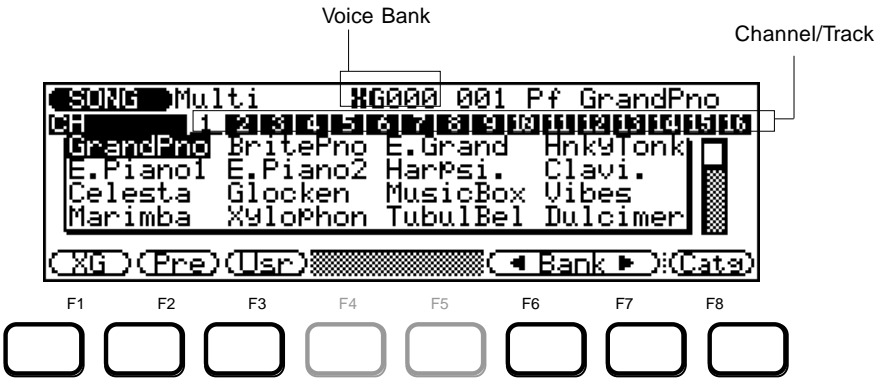 Voice Bank
Channel/Track
SONG Multi XG000 001 Pf GrandPno
CH 1 2 3 4 5 6 7 8 9 10 11 12 13 14 15 16
GrandPno BritePno E.Grand HnkyTonk
E.Piano1 E.Piano2 Harpsi. Clavi.
Celesta Glocken MusicBox Vibes
Marimba Xylophon TubulBel Dulcimer
XG Pre Usr ◀ Bank ▶ Catg
F1 F2 F3 F4 F5 F6 F7 F8